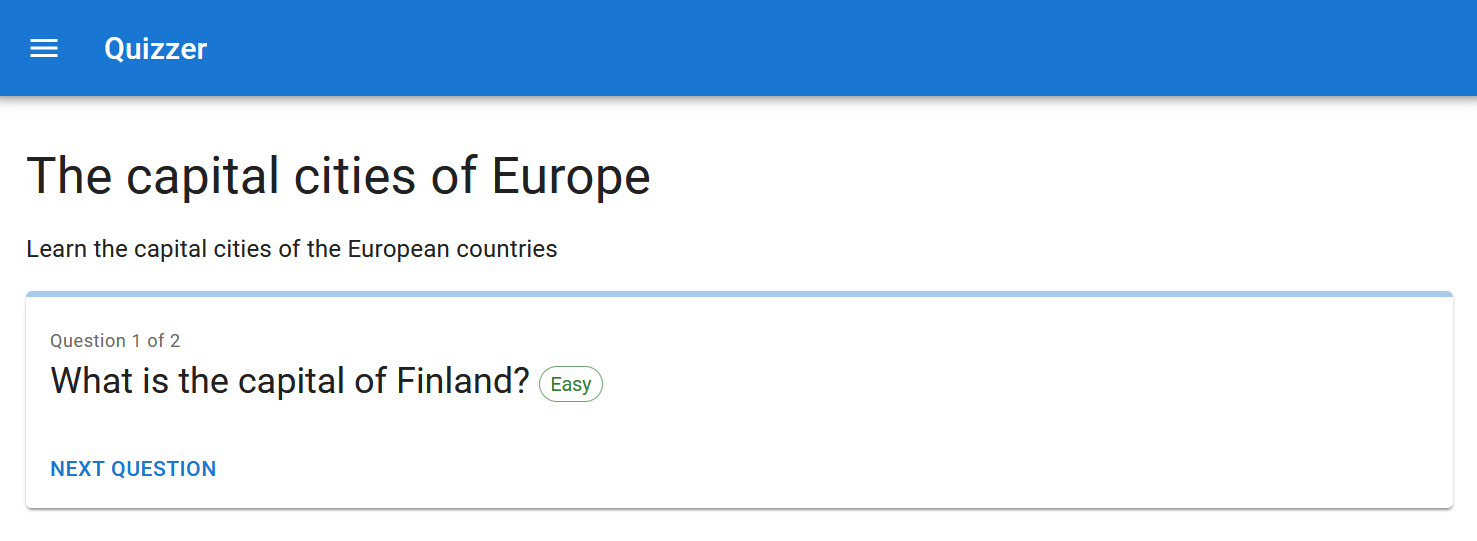 Quizzer
The capital cities of Europe
Learn the capital cities of the European countries
Question 1 of 2
What is the capital of Finland? Easy
NEXT QUESTION